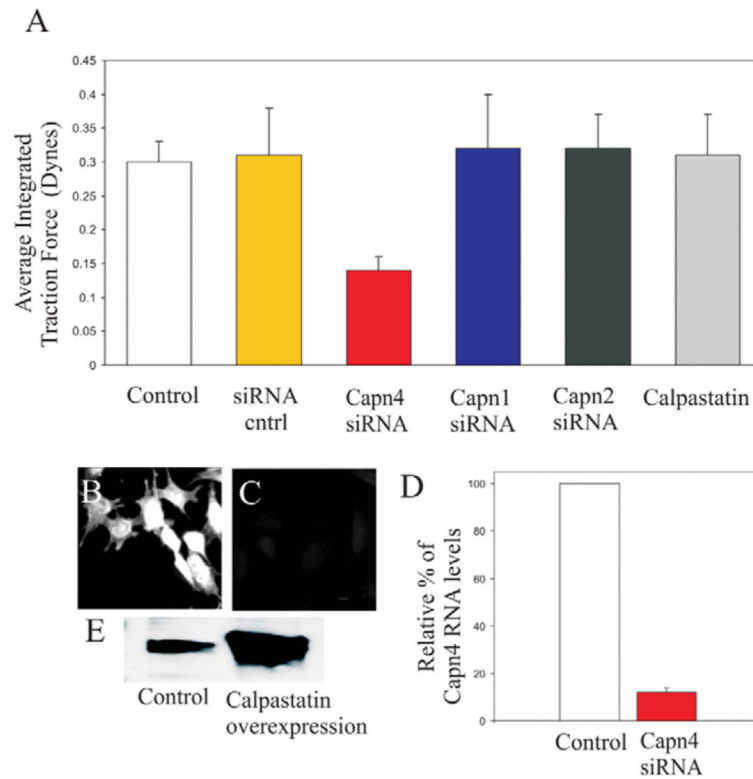 A
Average Integrated
Traction Force (Dynes)
0.45
0.4
0.35
0.3
0.25
0.2
0.15
0.1
0.05
0
Control
siRNA
cntrl
Capn4
siRNA
Capn1
siRNA
Capn2
siRNA
Calpastatin
B
C
D
Relative % of
Capn4 RNA levels
100
80
60
40
20
0
Control
Capn4
siRNA
E
Control
Calpastatin
overexpression